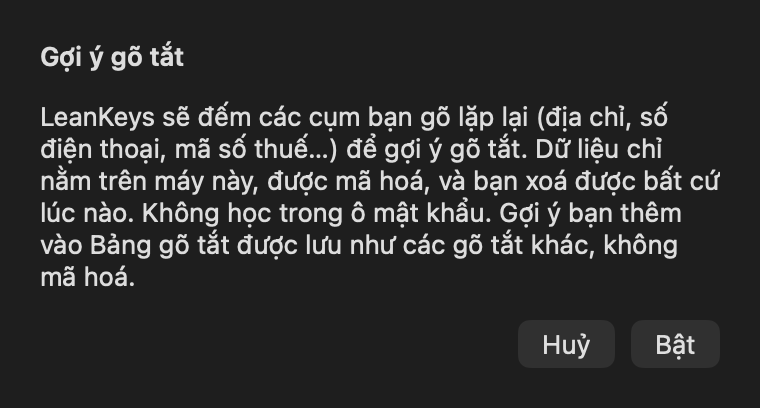 Gợi ý gõ tắt
LeanKeys sẽ đếm các cụm bạn gõ lặp lại (địa chỉ, số
điện thoại, mã số thuế...) để gợi ý gõ tắt. Dữ liệu chỉ
nằm trên máy này, được mã hoá, và bạn xoá được bất cứ
lúc nào. Không học trong ô mật khẩu. Gợi ý bạn thêm
vào Bảng gõ tắt được lưu như các gõ tắt khác, không
mã hoá.
Huỷ
Bật